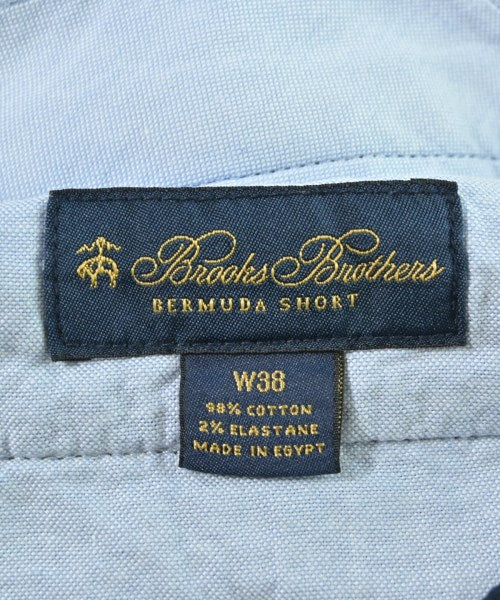 Brooks Brothers
BERMUDA SHORT
W38
98% COTTON
2% ELASTANE
MADE IN EGYPT